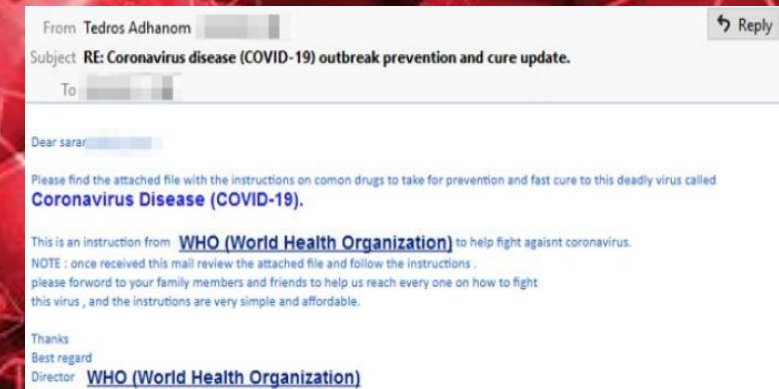 From Tedros Adhanom
Reply
Subject RE: Coronavirus disease (COVID-19) outbreak prevention and cure update.
To
Dear sarar
Please find the attached file with the instructions on comon drugs to take for prevention and fast cure to this deadly virus called
Coronavirus Disease (COVID-19).
This is an instruction from WHO (World Health Organization) to help fight agaisnt coronavirus.
NOTE : once received this mail review the attached file and follow the instructions .
please forword to your family members and friends to help us reach every one on how to fight
this virus , and the instrutions are very simple and affordable.
Thanks
Best regard
Director WHO (World Health Organization)